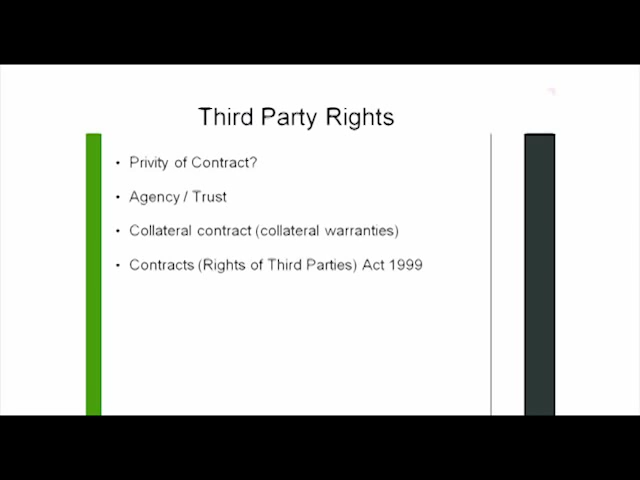 Third Party Rights
• Privity of Contract?
• Agency / Trust
• Collateral contract (collateral warranties)
• Contracts (Rights of Third Parties) Act 1999